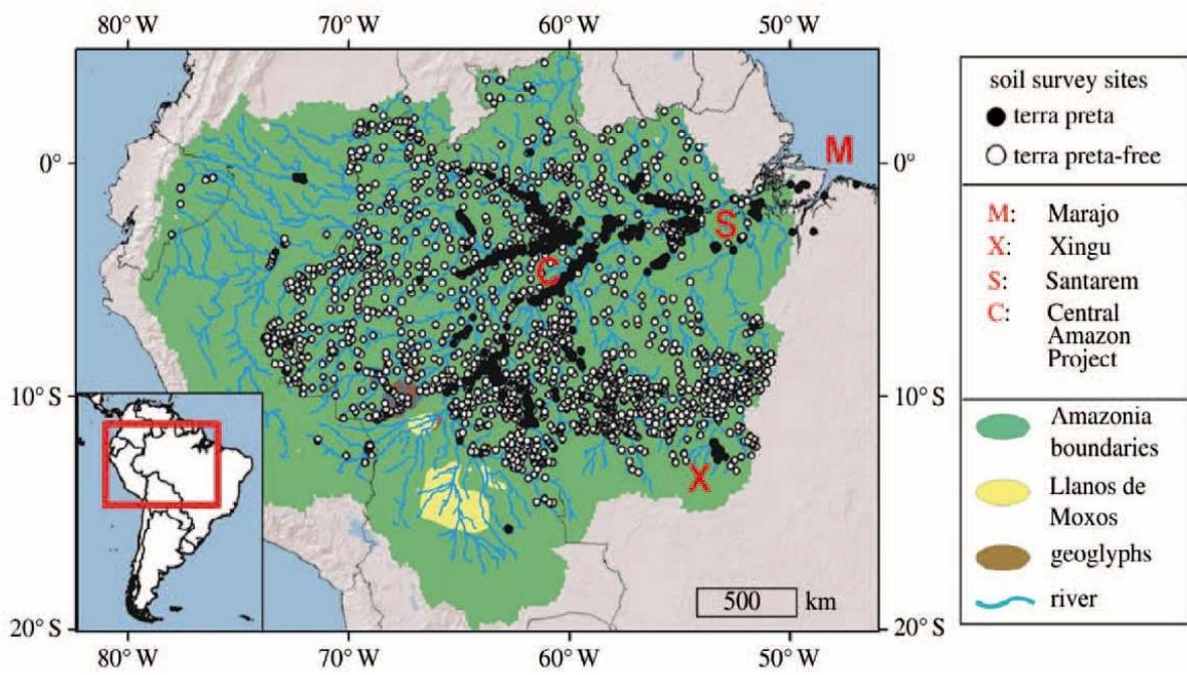 80° W 70° W 60° W 50° W
0° 0°
10° S 10° S
20° S 20° S
80° W 70° W 60° W 50° W
M
S
C
X
500 km
soil survey sites
terra preta
terra preta-free
M: Marajo
X: Xingu
S: Santarem
C: Central
Amazon
Project
Amazonia
boundaries
Llanos de
Moxos
geoglyphs
river